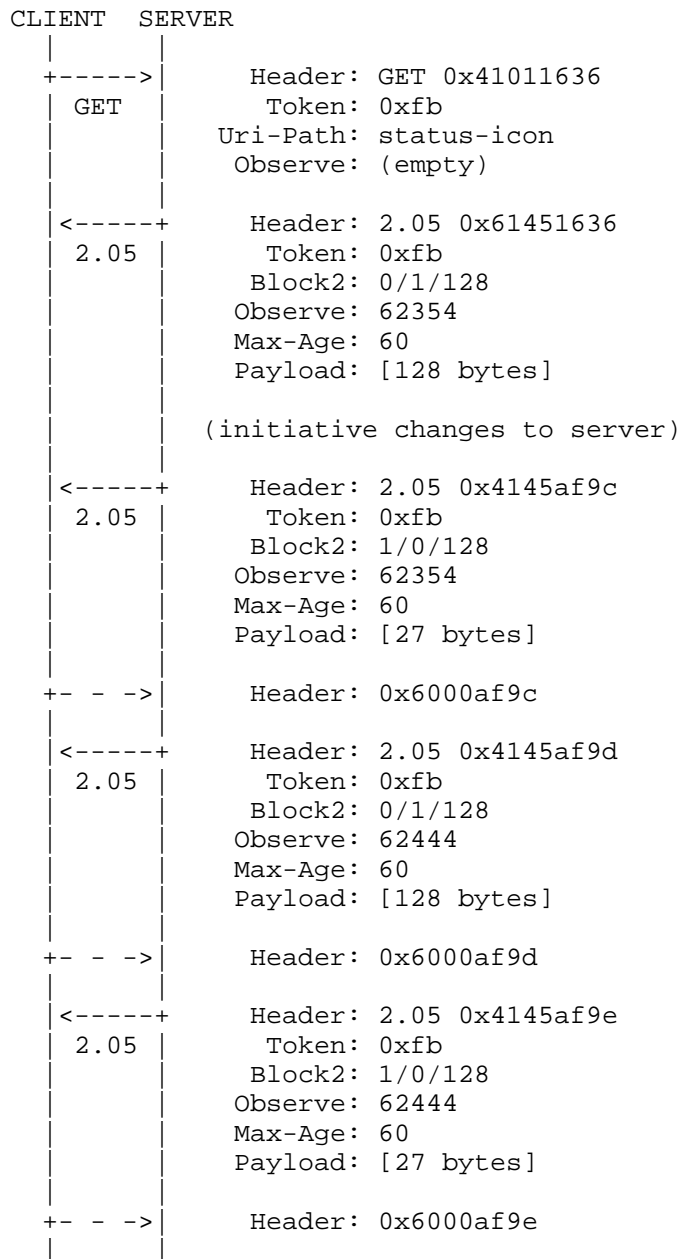 CLIENT  SERVER
  |      |
  +----->|     Header: GET 0x41011636
  | GET  |      Token: 0xfb
  |      |   Uri-Path: status-icon
  |      |    Observe: (empty)
  |      |
  |<-----+     Header: 2.05 0x61451636
  | 2.05 |      Token: 0xfb
  |      |     Block2: 0/1/128
  |      |    Observe: 62354
  |      |    Max-Age: 60
  |      |    Payload: [128 bytes]
  |      |
  |      |  (initiative changes to server)
  |      |
  |<-----+     Header: 2.05 0x4145af9c
  | 2.05 |      Token: 0xfb
  |      |     Block2: 1/0/128
  |      |    Observe: 62354
  |      |    Max-Age: 60
  |      |    Payload: [27 bytes]
  |      |
  +- - ->|     Header: 0x6000af9c
  |      |
  |<-----+     Header: 2.05 0x4145af9d
  | 2.05 |      Token: 0xfb
  |      |     Block2: 0/1/128
  |      |    Observe: 62444
  |      |    Max-Age: 60
  |      |    Payload: [128 bytes]
  |      |
  +- - ->|     Header: 0x6000af9d
  |      |
  |<-----+     Header: 2.05 0x4145af9e
  | 2.05 |      Token: 0xfb
  |      |     Block2: 1/0/128
  |      |    Observe: 62444
  |      |    Max-Age: 60
  |      |    Payload: [27 bytes]
  |      |
  +- - ->|     Header: 0x6000af9e
  |      |